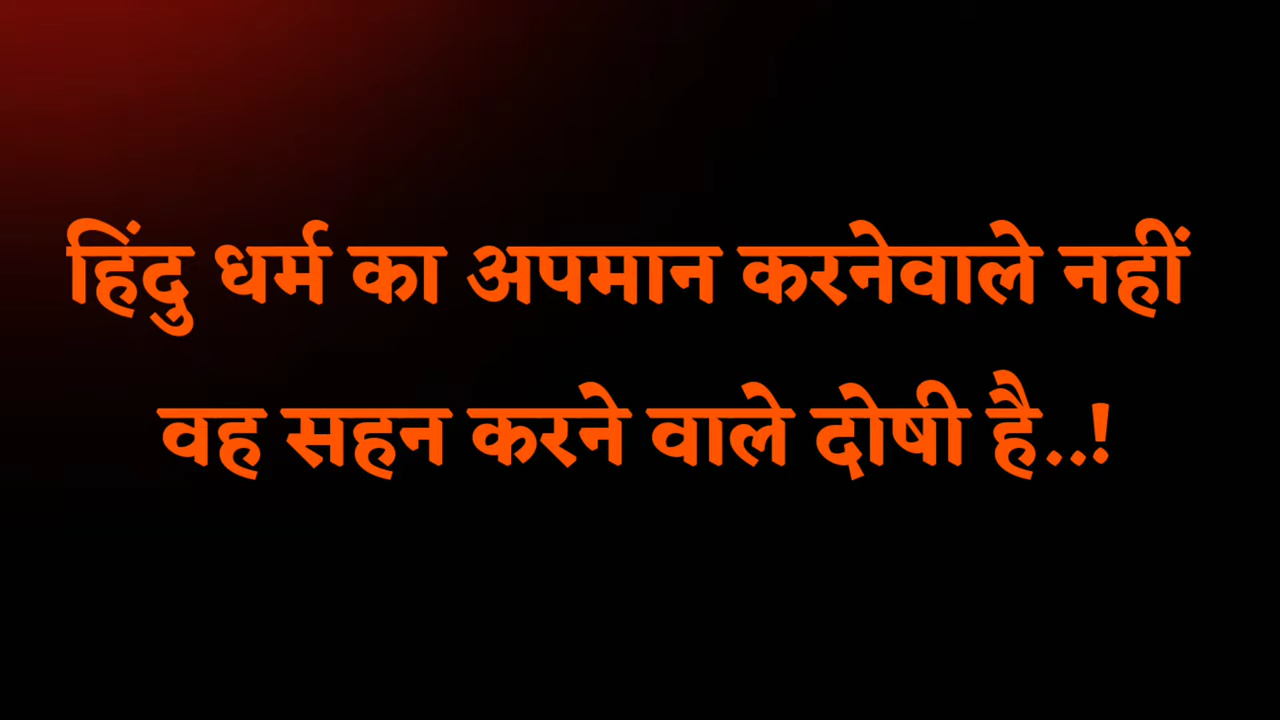 हिंदु धर्म का अपमान करनेवाले नहीं
वह सहन करने वाले दोषी है..!